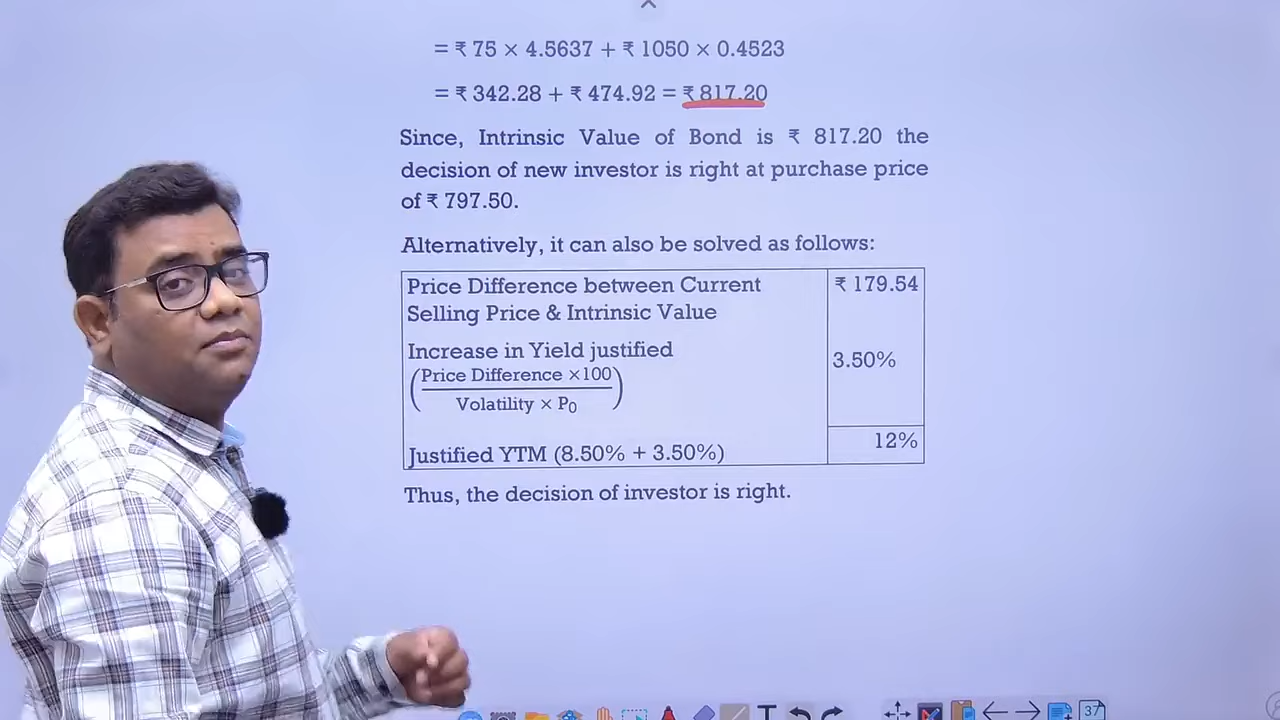 = ₹ 75 × 4.5637 + ₹ 1050 × 0.4523
= ₹ 342.28 + ₹ 474.92 = ₹ 817.20
Since, Intrinsic Value of Bond is ₹ 817.20 the
decision of new investor is right at purchase price
of ₹ 797.50.
Alternatively, it can also be solved as follows:
Price Difference between Current ₹ 179.54
Selling Price & Intrinsic Value
Increase in Yield justified 3.50%
(Price Difference ×100
Volatility × P₀)
Justified YTM (8.50% + 3.50%) 12%
Thus, the decision of investor is right.
T
37